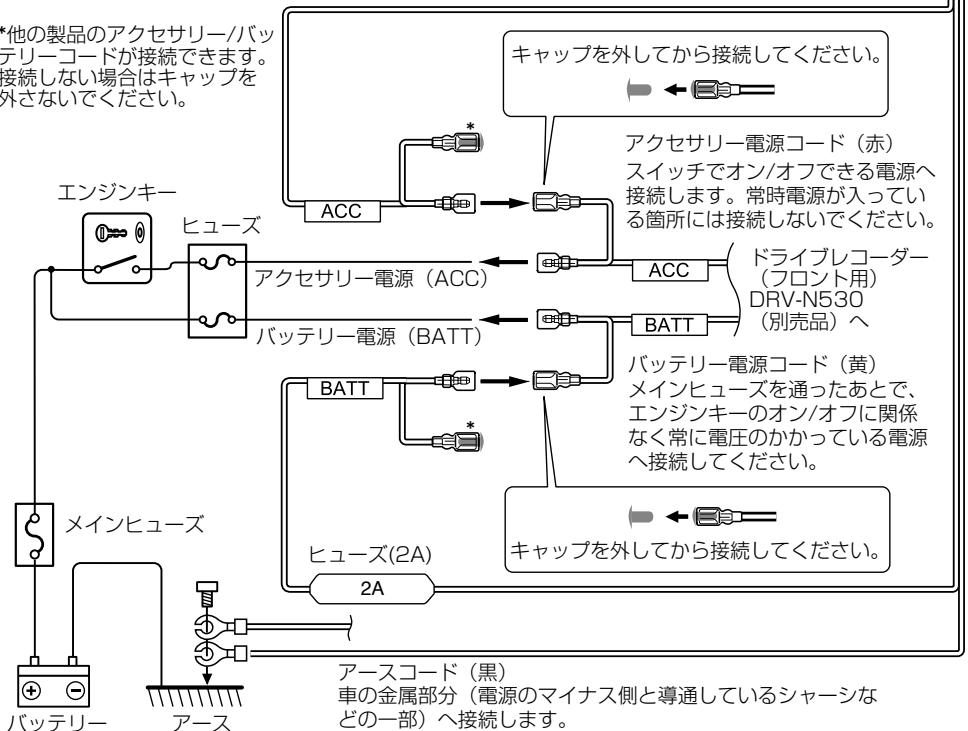 *他の製品のアクセサリー/バッ
テリーコードが接続できます。
接続しない場合はキャップを
外さないでください。
キャップを外してから接続してください。
*
アクセサリー電源コード（赤）
スイッチでオン/オフできる電源へ
接続します。常時電源が入ってい
る箇所には接続しないでください。
エンジンキー
ヒューズ
ACC
アクセサリー電源（ACC）
ACC
ドライブレコーダー
（フロント用）
DRV-N530
（別売品）へ
バッテリー電源（BATT）
BATT
BATT
*
バッテリー電源コード（黄）
メインヒューズを通ったあとで、
エンジンキーのオン/オフに関係
なく常に電圧のかかっている電源
へ接続してください。
キャップを外してから接続してください。
メインヒューズ
ヒューズ(2A)
2A
アースコード（黒）
車の金属部分（電源のマイナス側と導通しているシャーシな
どの一部）へ接続します。
+
−
バッテリー
アース